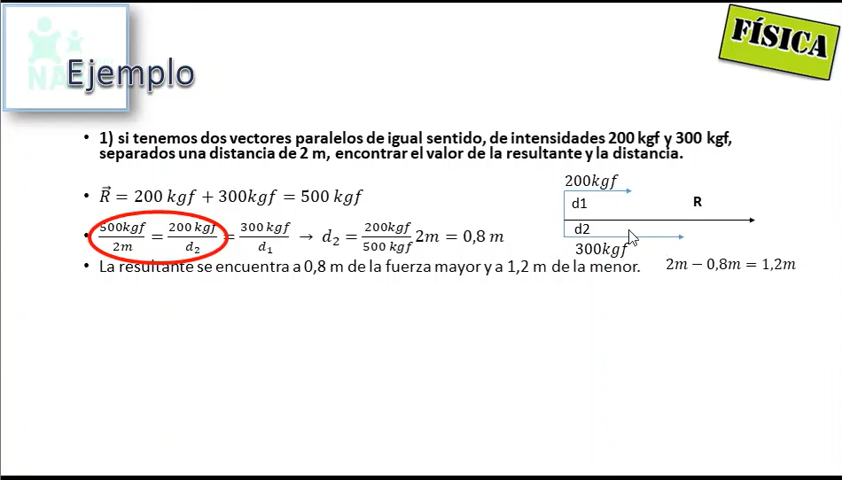 FÍSICA
NA
Ejemplo
• 1) si tenemos dos vectores paralelos de igual sentido, de intensidades 200 kgf y 300 kgf,
separados una distancia de 2 m, encontrar el valor de la resultante y la distancia.
• R⃗ = 200 kgf + 300kgf = 500 kgf
• 500kgf/2m = 200 kgf/d₂ = 300 kgf/d₁ → d₂ = 200kgf/500 kgf 2m = 0,8 m
• La resultante se encuentra a 0,8 m de la fuerza mayor y a 1,2 m de la menor.
200kgf
d1
R
d2
300kgf
2m − 0,8m = 1,2m